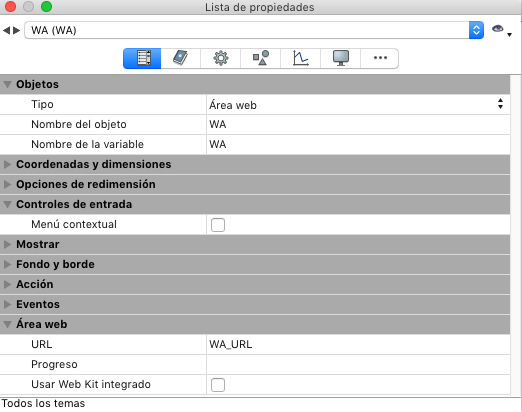 Lista de propiedades
WA (WA)
Objetos
Tipo Área web
Nombre del objeto WA
Nombre de la variable WA
Coordenadas y dimensiones
Opciones de redimensión
Controles de entrada
Menú contextual
Mostrar
Fondo y borde
Acción
Eventos
Área web
URL WA_URL
Progreso
Usar Web Kit integrado
Todos los temas